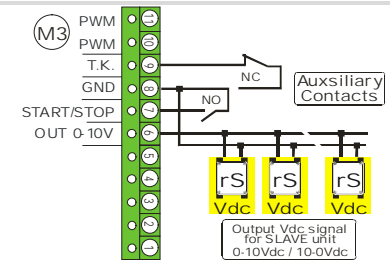 M3
PWM
11
PWM
10
T.K.
9
NC
GND
8
NO
Auxsiliary
Contacts
START/STOP
7
OUT 0-10V
6
5
4
3
2
1
rS
rS
rS
Vdc
Vdc
Vdc
Output Vdc signal
for SLAVE unit
0-10Vdc / 10-0Vdc